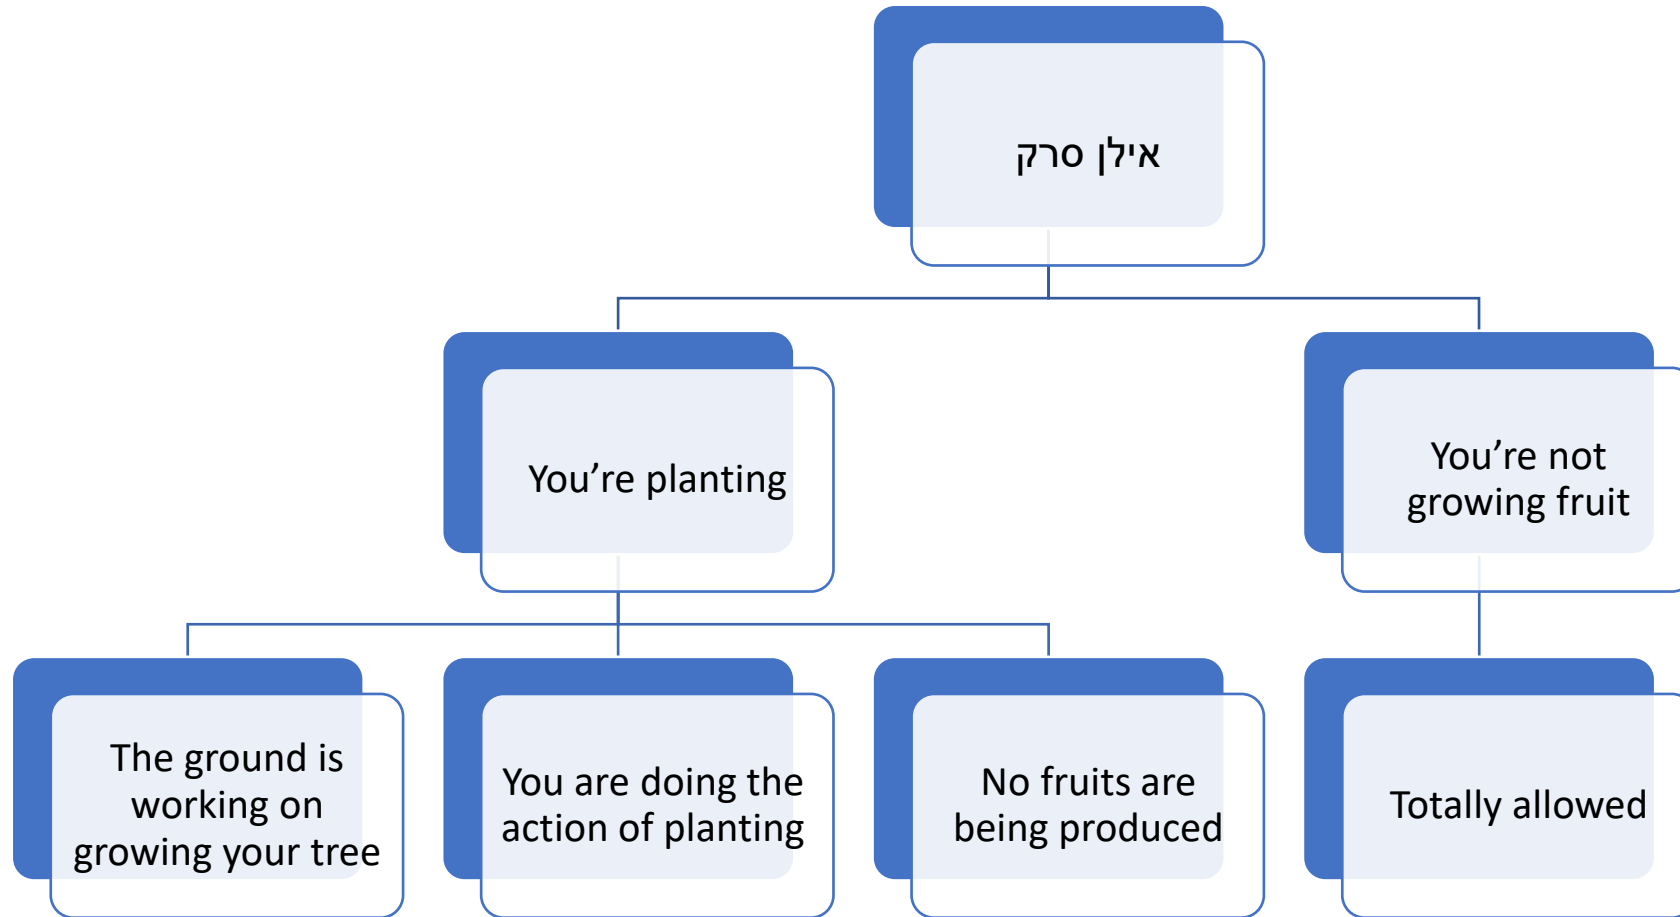 אילן סרק
You’re planting
You’re not
growing fruit
The ground is
working on
growing your tree
You are doing the
action of planting
No fruits are
being produced
Totally allowed